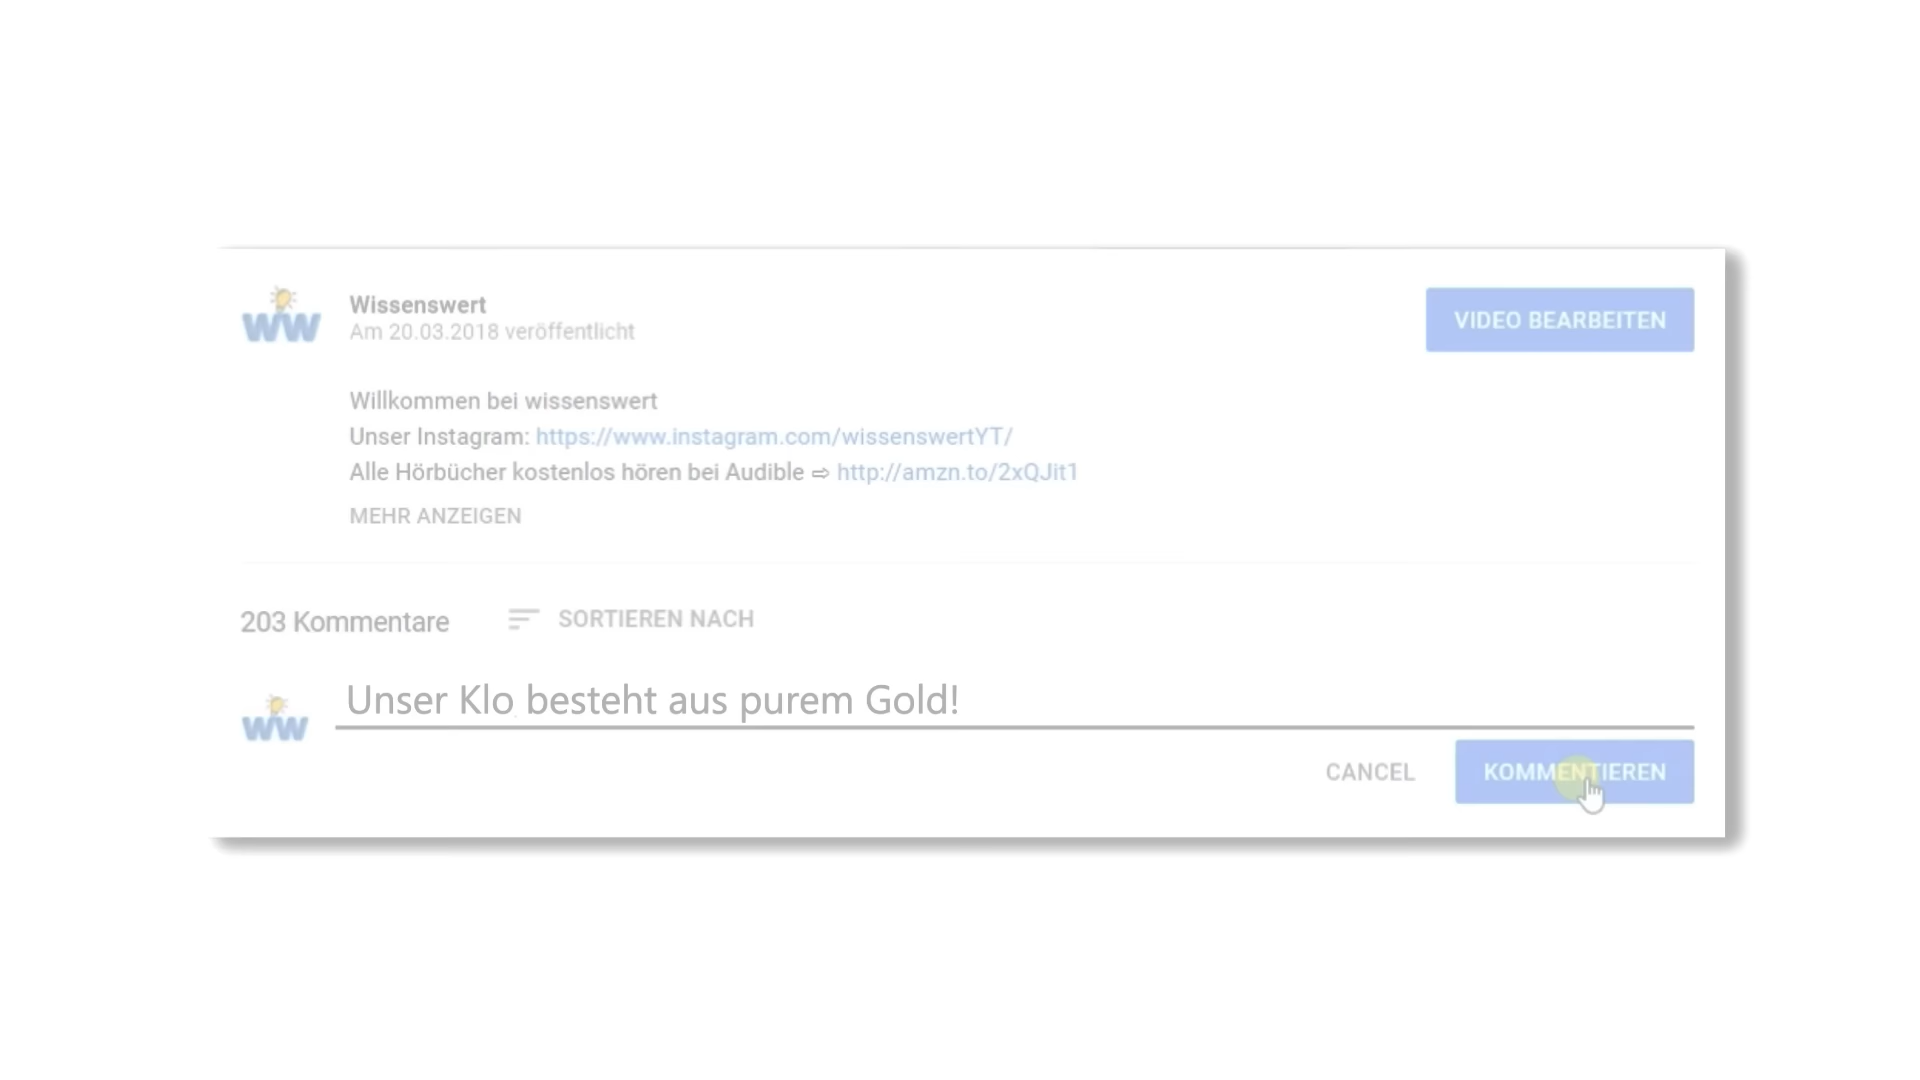 WW
Wissenswert
Am 20.03.2018 veröffentlicht
VIDEO BEARBEITEN
Willkommen bei wissenswert
Unser Instagram: https://www.instagram.com/wissenswertYT/
Alle Hörbücher kostenlos hören bei Audible ⇨ http://amzn.to/2xQJit1
MEHR ANZEIGEN
203 Kommentare
SORTIEREN NACH
WW
Unser Klo besteht aus purem Gold!
CANCEL
KOMMENTIEREN